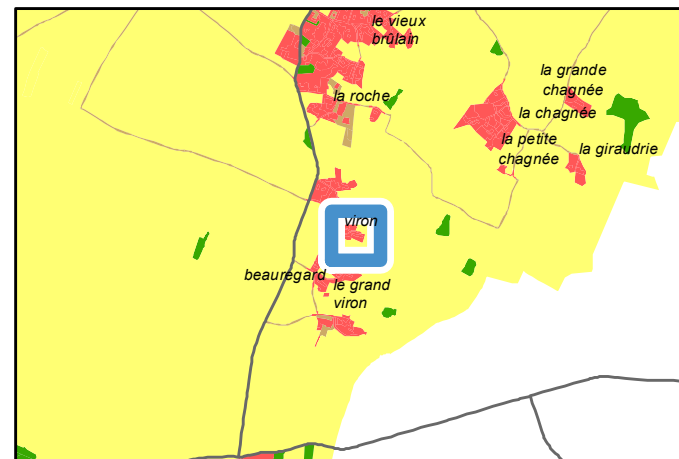 le vieux
brûlain
la grande
chagnée
la roche
la chagnée
la petite
chagnée
la giraudrie
viron
beauregard
le grand
viron